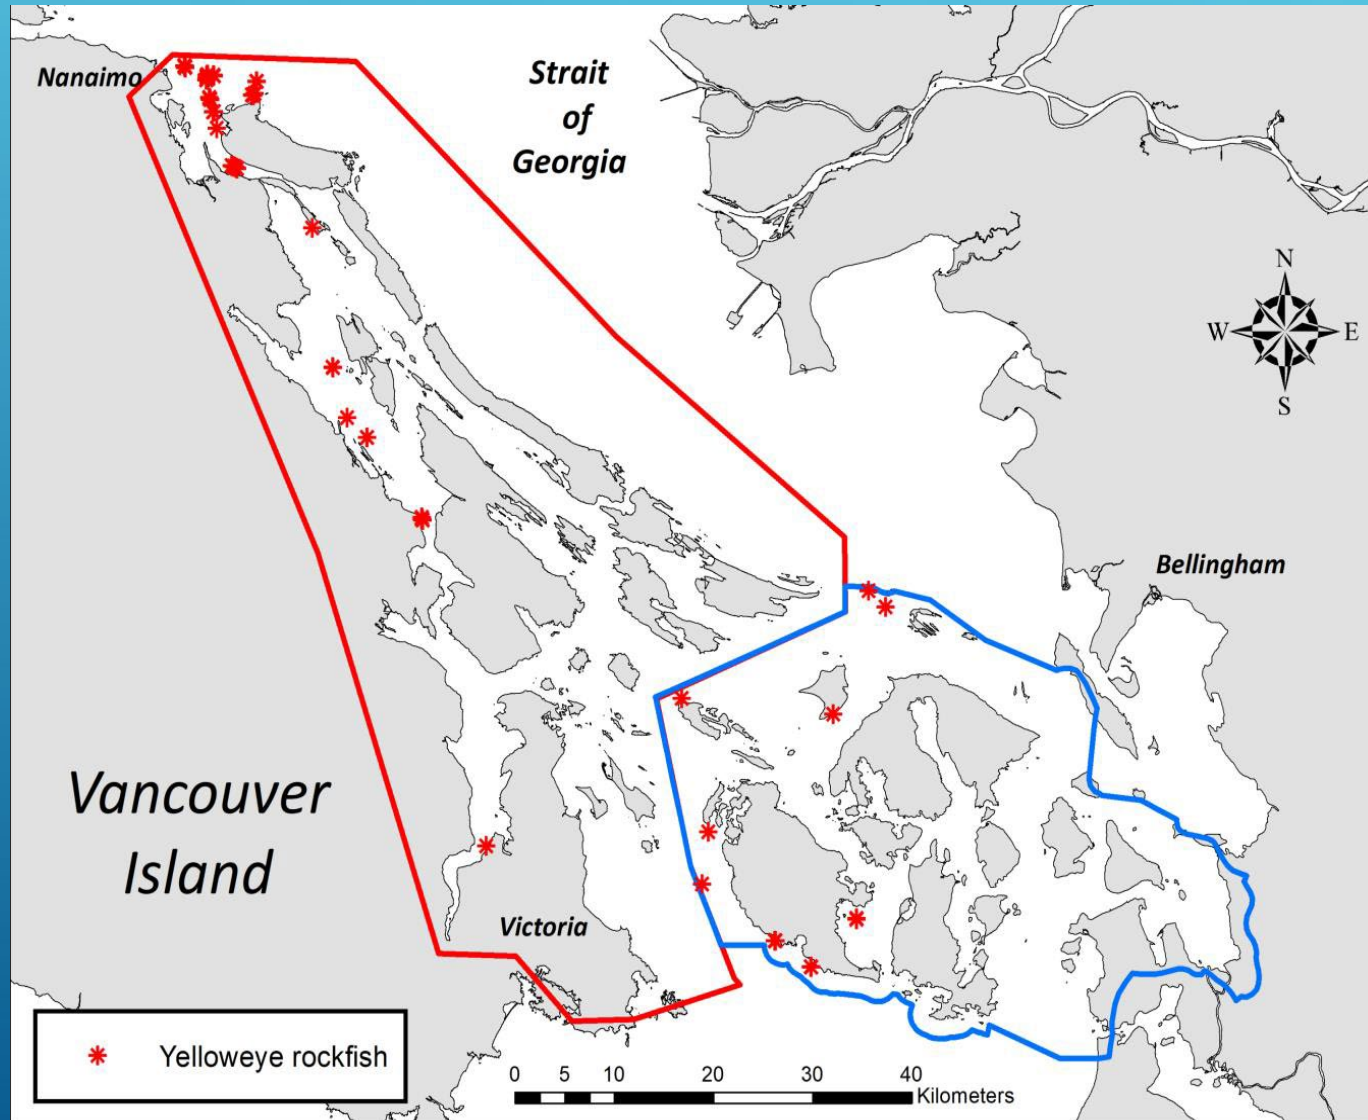 Nanaimo
Strait
of
Georgia
N
W E
S
Bellingham
Vancouver
Island
Victoria
Yelloweye rockfish
0 5 10 20 30 40
Kilometers